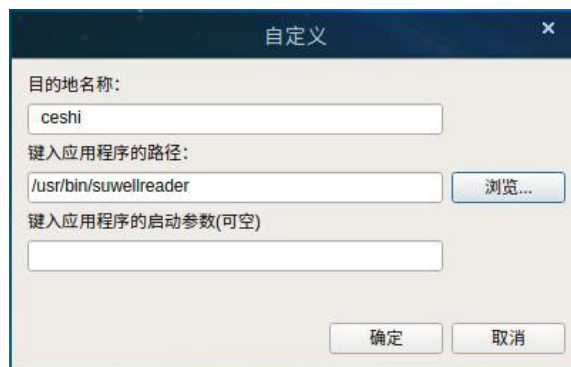 自定义
×
目的地名称：
ceshi
键入应用程序的路径：
/usr/bin/suwellreader
浏览...
键入应用程序的启动参数(可空)
确定
取消